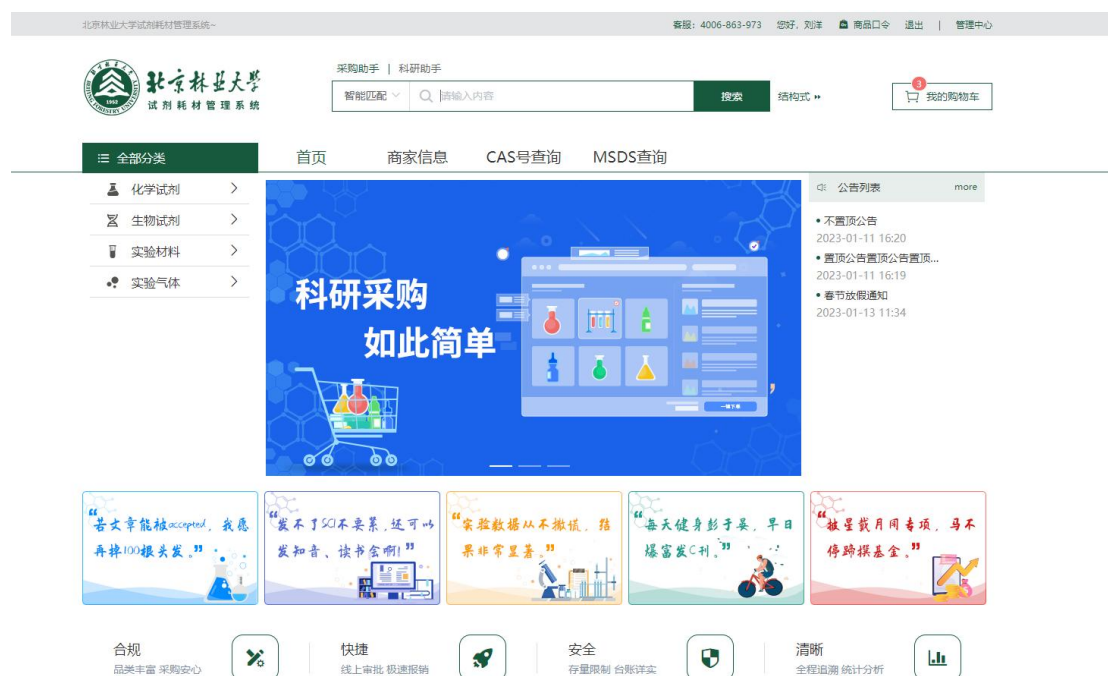 北京林业大学试剂耗材管理系统~
客服：4006-863-973 您好，刘洋 商品口令 退出 | 管理中心
北京林业大学
试剂耗材管理系统
1952
采购助手 | 科研助手
智能匹配 请输入内容 搜索 结构式
3
我的购物车
全部分类 首页 商家信息 CAS号查询 MSDS查询
化学试剂
生物试剂
实验材料
实验气体
科研采购
如此简单
一键下单
公告列表 more
不置顶公告
2023-01-11 16:20
置顶公告置顶公告置顶...
2023-01-11 16:19
春节放假通知
2023-01-13 11:34
“若文章能被accepted，我愿
再掉100根头发。”
“发不了SCI不要累，还可以
发知音、读书会啊！”
“实验数据从不撒谎，结
果非常显著。”
“每天健身彭于晏，早日
爆富发C刊。”
“披星戴月闯专项，马不
停蹄摸基金。”
合规
品类丰富 采购安心
快捷
线上审批 极速报销
安全
存量限制 台账详实
清晰
全程追溯 统计分析